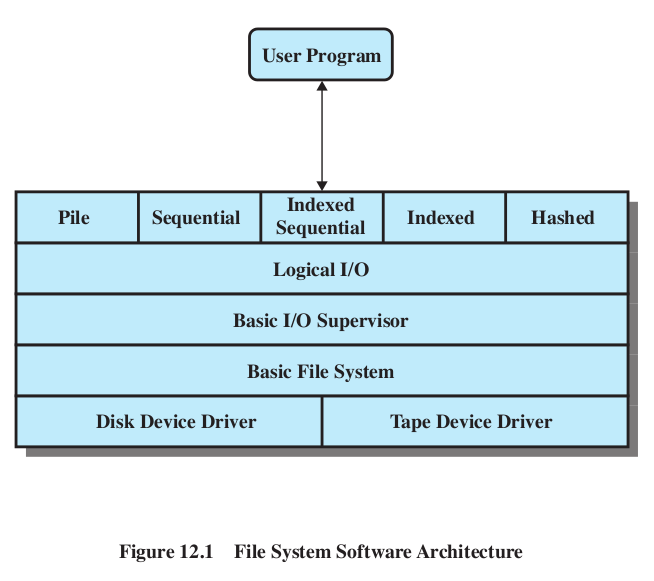 User Program
Pile
Sequential
Indexed
Sequential
Indexed
Hashed
Logical I/O
Basic I/O Supervisor
Basic File System
Disk Device Driver
Tape Device Driver
Figure 12.1 File System Software Architecture